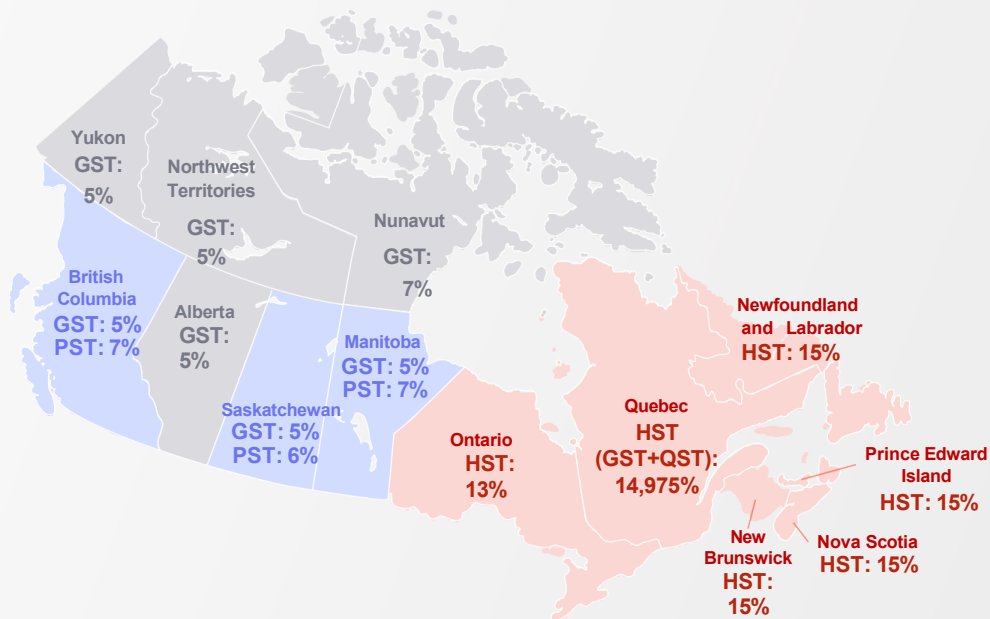 Yukon
GST:
5%
Northwest
Territories
GST:
5%
Nunavut
GST:
7%
British
Columbia
GST: 5%
PST: 7%
Alberta
GST:
5%
Saskatchewan
GST: 5%
PST: 6%
Manitoba
GST: 5%
PST: 7%
Ontario
HST:
13%
Quebec
HST
(GST+QST):
14,975%
Newfoundland
and Labrador
HST: 15%
Prince Edward
Island
HST: 15%
New
Brunswick
HST:
15%
Nova Scotia
HST: 15%